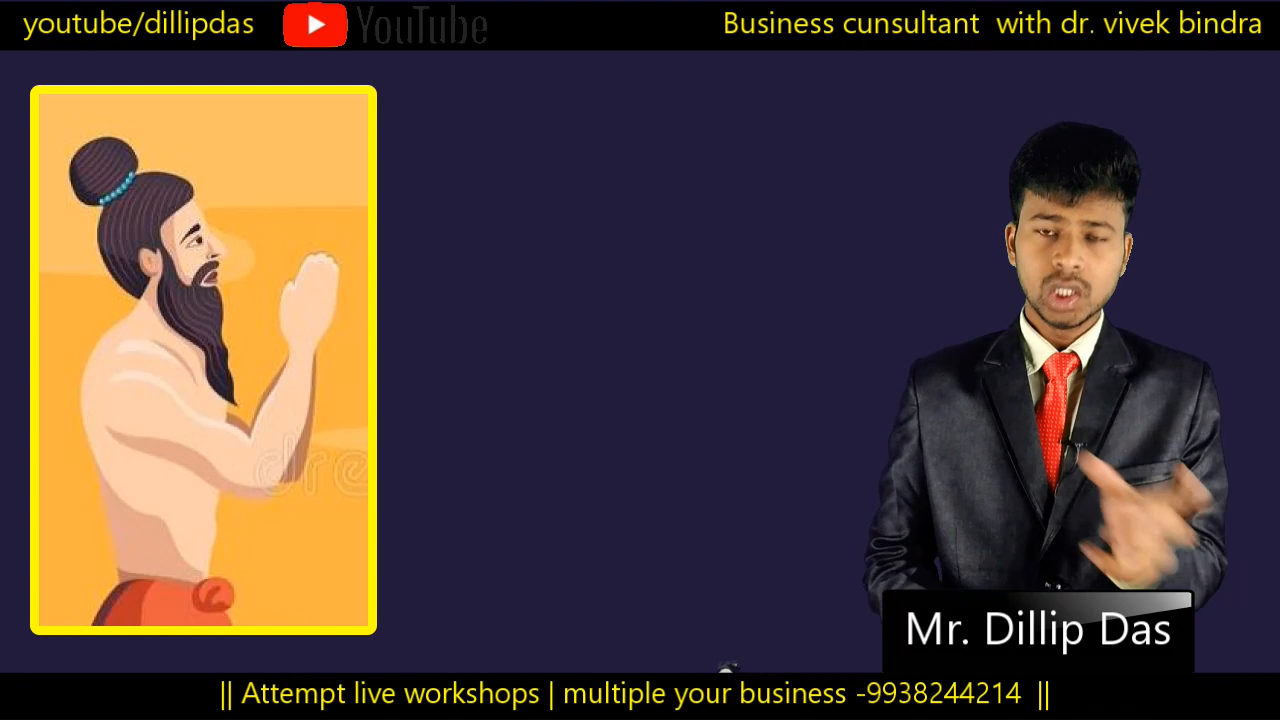 youtube/dillipdas
YouTube
Business cunsultant with dr. vivek bindra
dre
Mr. Dillip Das
|| Attempt live workshops | multiple your business -9938244214 ||